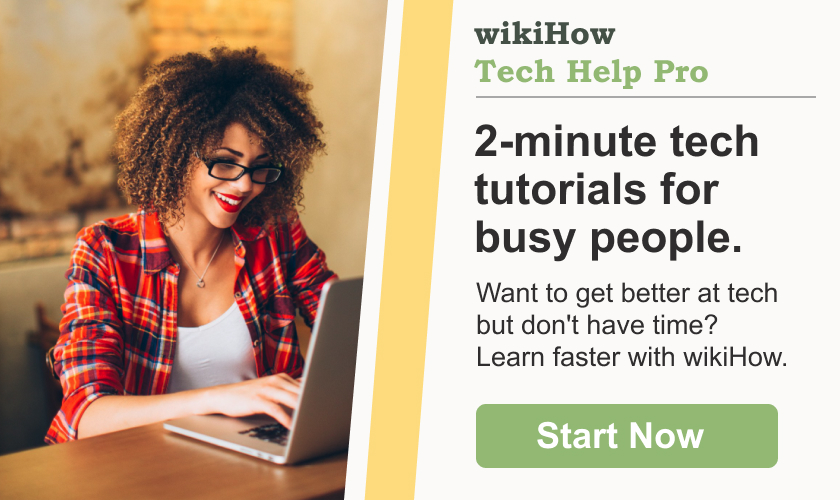 wikiHow
Tech Help Pro
2-minute tech
tutorials for
busy people.
Want to get better at tech
but don't have time?
Learn faster with wikiHow.
Start Now